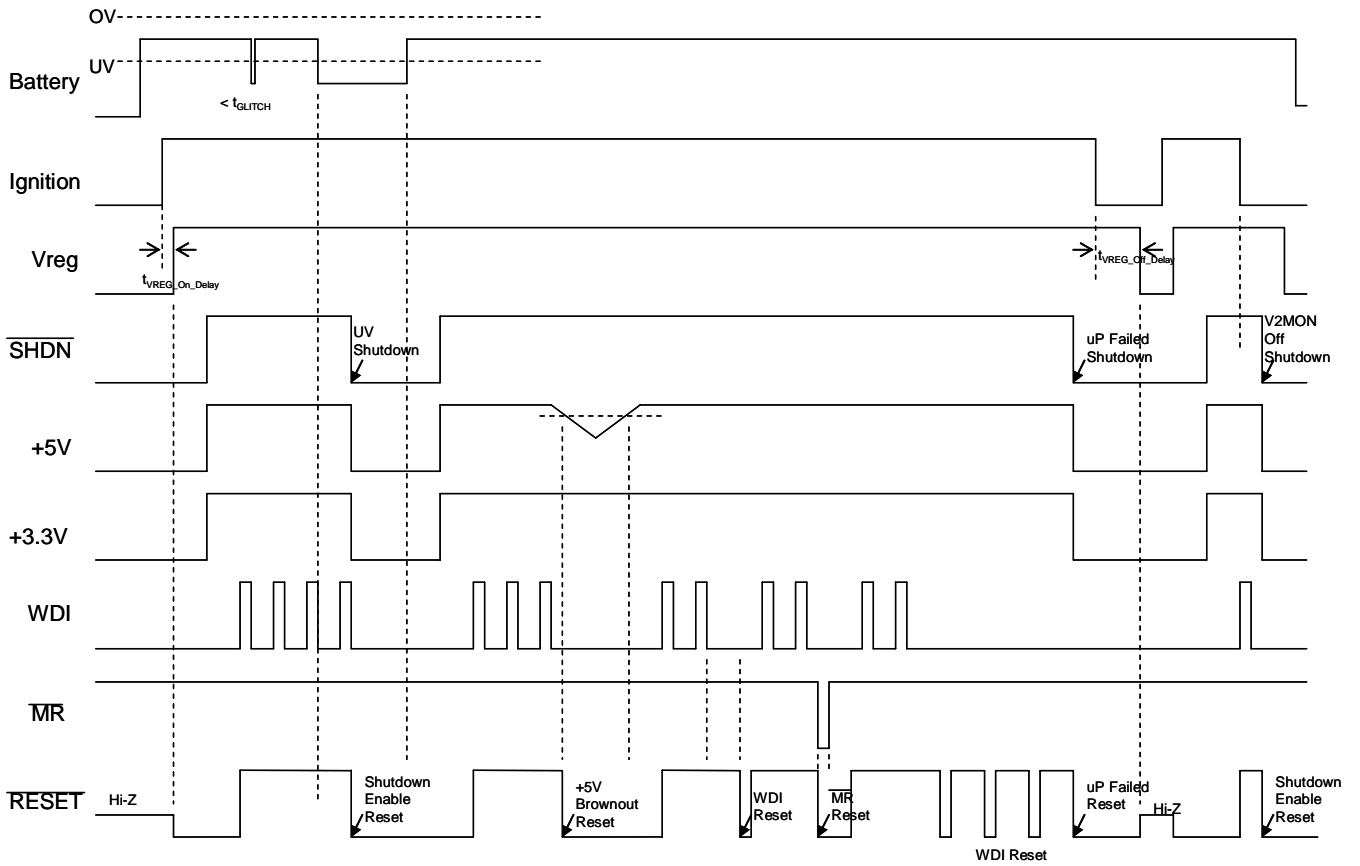 OV
UV
Battery
< tGLITCH
Ignition
Vreg
tVREG_On_Delay
tVREG_Off_Delay
SHDN
UV
Shutdown
uP Failed
Shutdown
V2MON
Off
Shutdown
+5V
+3.3V
WDI
MR
RESET
Hi-Z
Shutdown
Enable
Reset
+5V
Brownout
Reset
WDI
Reset
MR
Reset
WDI Reset
uP Failed
Reset
Hi-Z
Shutdown
Enable
Reset